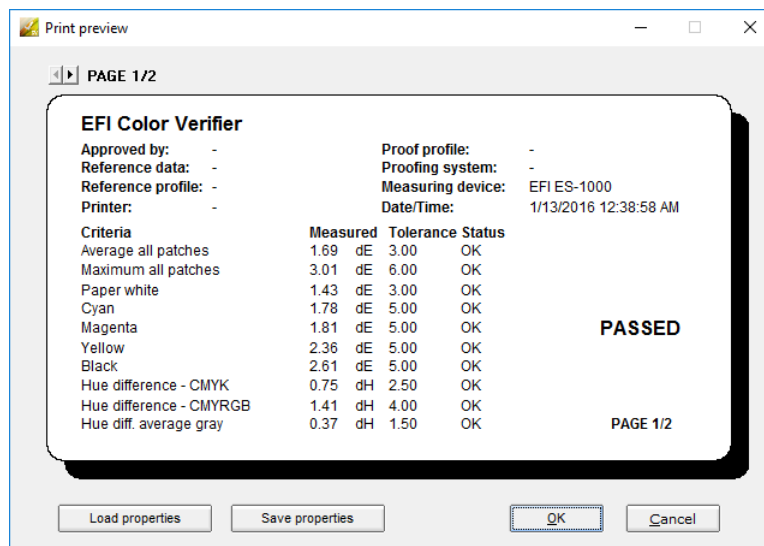 Print preview
PAGE 1/2
EFI Color Verifier
Approved by: - Proof profile: -
Reference data: - Proofing system: -
Reference profile: - Measuring device: EFI ES-1000
Printer: - Date/Time: 1/13/2016 12:38:58 AM
Criteria Measured Tolerance Status
Average all patches 1.69 dE 3.00 OK
Maximum all patches 3.01 dE 6.00 OK
Paper white 1.43 dE 3.00 OK
Cyan 1.78 dE 5.00 OK
Magenta 1.81 dE 5.00 OK PASSED
Yellow 2.36 dE 5.00 OK
Black 2.61 dE 5.00 OK
Hue difference - CMYK 0.75 dH 2.50 OK
Hue difference - CMYRGB 1.41 dH 4.00 OK
Hue diff. average gray 0.37 dH 1.50 OK PAGE 1/2
Load properties Save properties OK Cancel